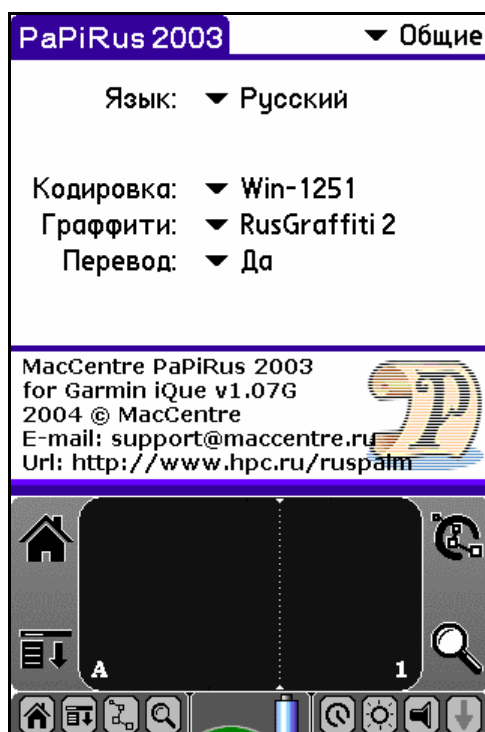 PaPiRus 2003
Общие
Язык: Русский
Кодировка: Win-1251
Граффити: RusGraffiti 2
Перевод: Да
MacCentre PaPiRus 2003
for Garmin iQue v1.07G
2004 © MacCentre
E-mail: support@maccentre.ru
Url: http://www.hpc.ru/ruspalm
P
A
1